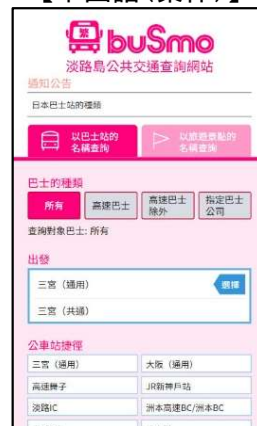 繁
buSmo
淡路島公共交通查詢網站
通知公告
日本巴士站的種類
以巴士站的
名稱查詢
以旅遊景點的
名稱查詢
巴士的種類
所有
高速巴士
高速巴士
除外
指定巴士
公司
查詢對象巴士: 所有
出發
三宮（通用）
選擇
三宮（共通）
公車站捷徑
三宮（通用）
大阪（通用）
高速舞子
JR新神戶站
淡路IC
洲本高速BC/洲本BC